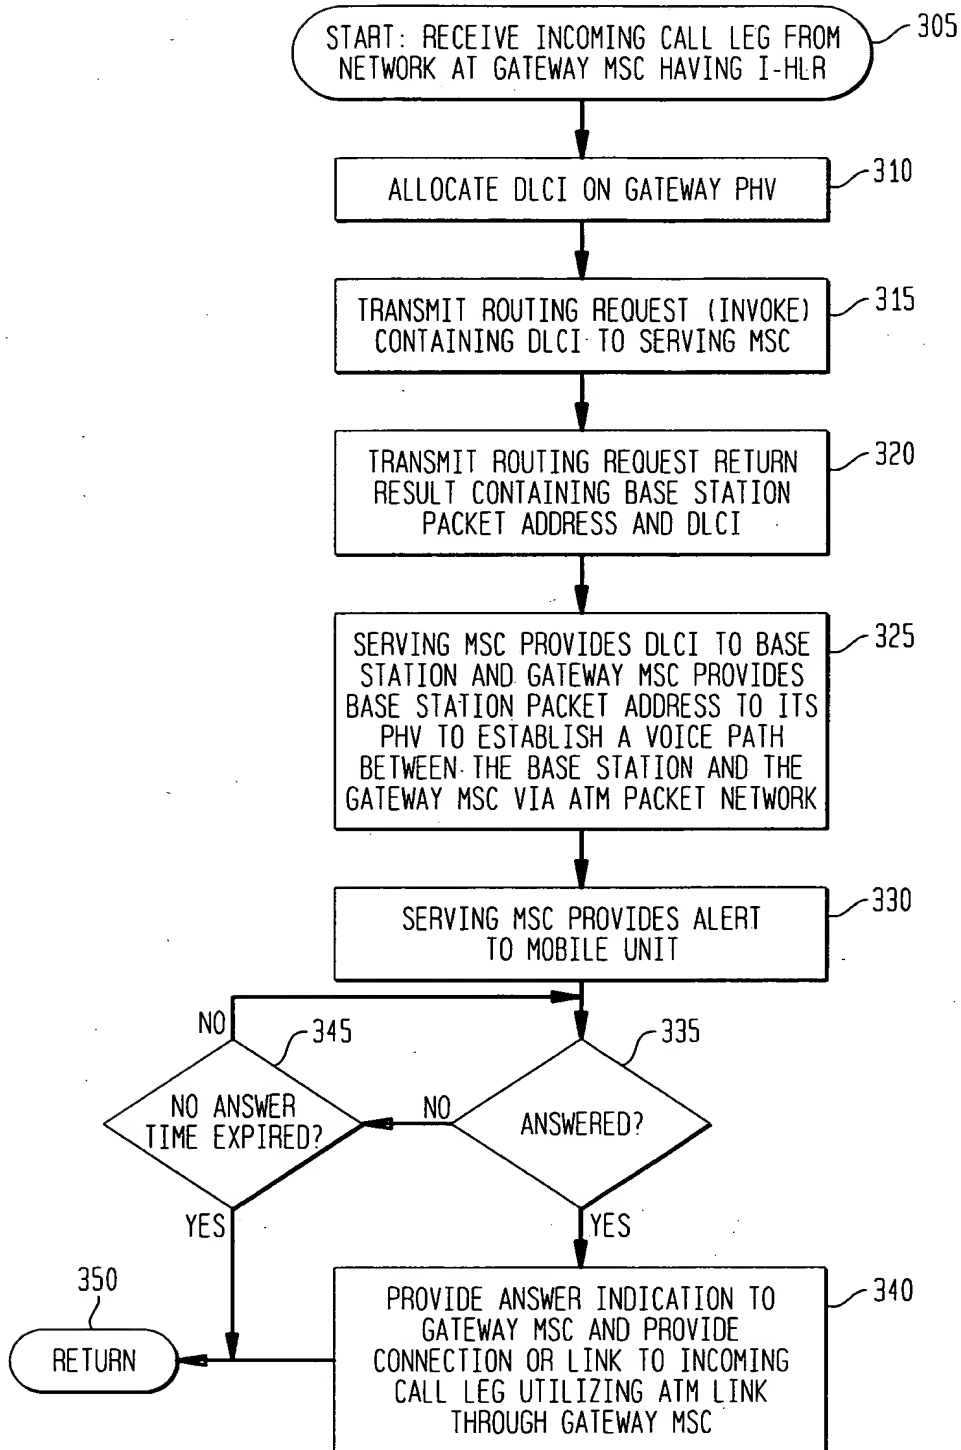 START: RECEIVE INCOMING CALL LEG FROM
NETWORK AT GATEWAY MSC HAVING I-HLR
305
ALLOCATE DLCI ON GATEWAY PHV
310
TRANSMIT ROUTING REQUEST (INVOKE)
CONTAINING DLCI TO SERVING MSC
315
TRANSMIT ROUTING REQUEST RETURN
RESULT CONTAINING BASE STATION
PACKET ADDRESS AND DLCI
320
SERVING MSC PROVIDES DLCI TO BASE
STATION AND GATEWAY MSC PROVIDES
BASE STATION PACKET ADDRESS TO ITS
PHV TO ESTABLISH A VOICE PATH
BETWEEN THE BASE STATION AND THE
GATEWAY MSC VIA ATM PACKET NETWORK
325
SERVING MSC PROVIDES ALERT
TO MOBILE UNIT
330
NO
345
335
NO ANSWER
TIME EXPIRED?
NO
ANSWERED?
YES
YES
350
RETURN
PROVIDE ANSWER INDICATION TO
GATEWAY MSC AND PROVIDE
CONNECTION OR LINK TO INCOMING
CALL LEG UTILIZING ATM LINK
THROUGH GATEWAY MSC
340